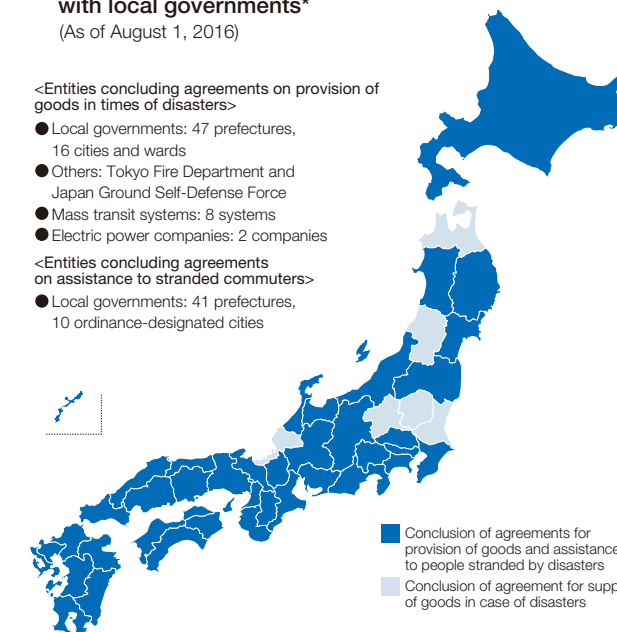 with local governments*
(As of August 1, 2016)
<Entities concluding agreements on provision of
goods in times of disasters>
● Local governments: 47 prefectures,
16 cities and wards
● Others: Tokyo Fire Department and
Japan Ground Self-Defense Force
● Mass transit systems: 8 systems
● Electric power companies: 2 companies
<Entities concluding agreements
on assistance to stranded commuters>
● Local governments: 41 prefectures,
10 ordinance-designated cities
Conclusion of agreements for
provision of goods and assistance
to people stranded by disasters
Conclusion of agreement for supp
of goods in case of disasters